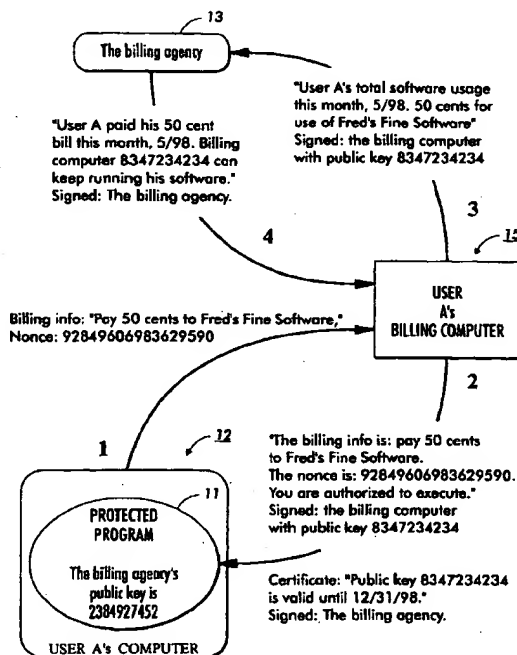 13
The billing agency
"User A paid his 50 cent
bill this month, 5/98. Billing
computer 8347234234 can
keep running his software."
Signed: The billing agency.
"User A's total software usage
this month, 5/98. 50 cents for
use of Fred's Fine Software"
Signed: the billing computer
with public key 8347234234
4
3
15
USER
A's
BILLING COMPUTER
Billing info: "Pay 50 cents to Fred's Fine Software,"
Nonce: 92849606983629590
1
2
12
11
PROTECTED
PROGRAM
The billing agency's
public key is
2384927452
USER A's COMPUTER
"The billing info is: pay 50 cents
to Fred's Fine Software.
The nonce is: 92849606983629590.
You are authorized to execute."
Signed: the billing computer
with public key 8347234234
Certificate: "Public key 8347234234
is valid until 12/31/98."
Signed: The billing agency.